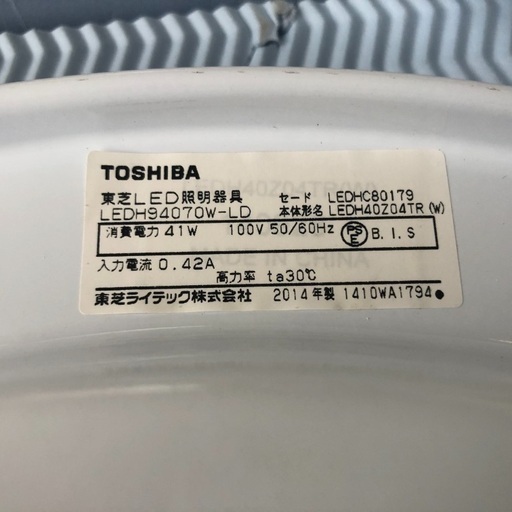 TOSHIBA
東芝LED照明器具 セード LEDHC80179
LEDH94070W-LD 本体形名 LEDH40Z04TR(W)
消費電力 41W 100V 50/60Hz PSE B.I.S
入力電流 0.42A
高力率 ta30℃
東芝ライテック株式会社 2014年製 1410WA1794●